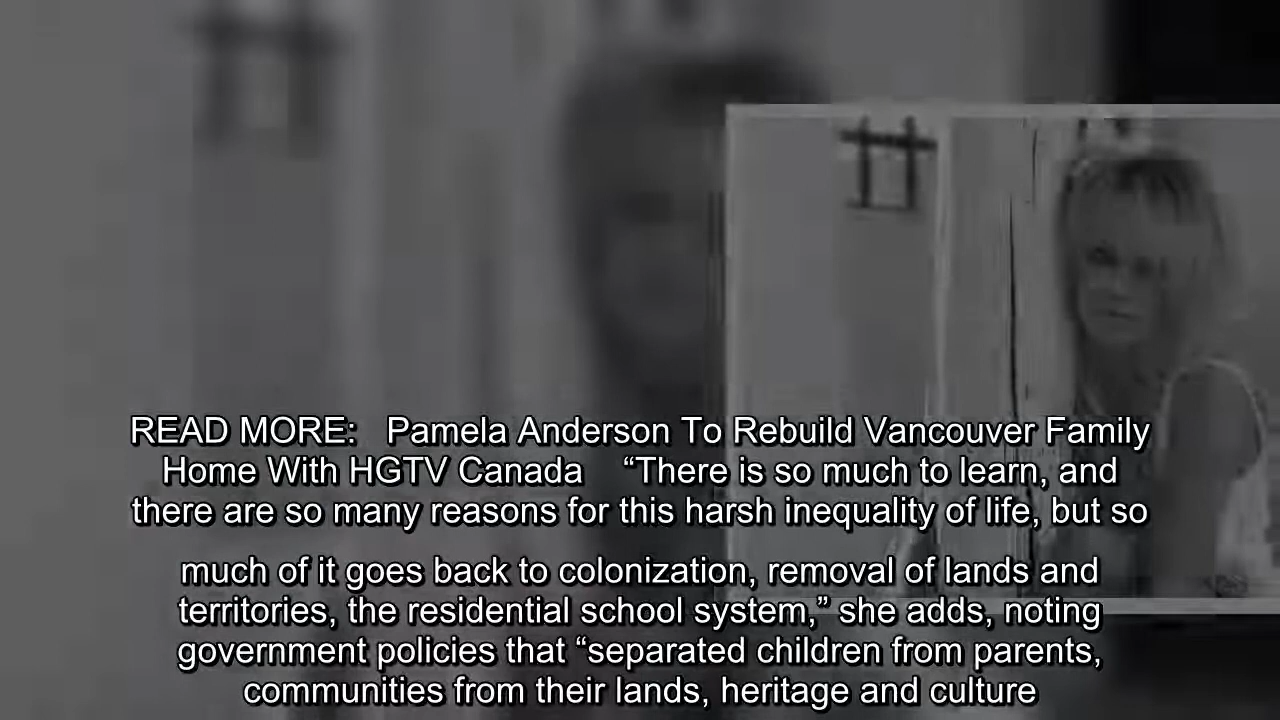 READ MORE:   Pamela Anderson To Rebuild Vancouver Family
Home With HGTV Canada    “There is so much to learn, and
there are so many reasons for this harsh inequality of life, but so
much of it goes back to colonization, removal of lands and
territories, the residential school system,” she adds, noting
government policies that “separated children from parents,
communities from their lands, heritage and culture